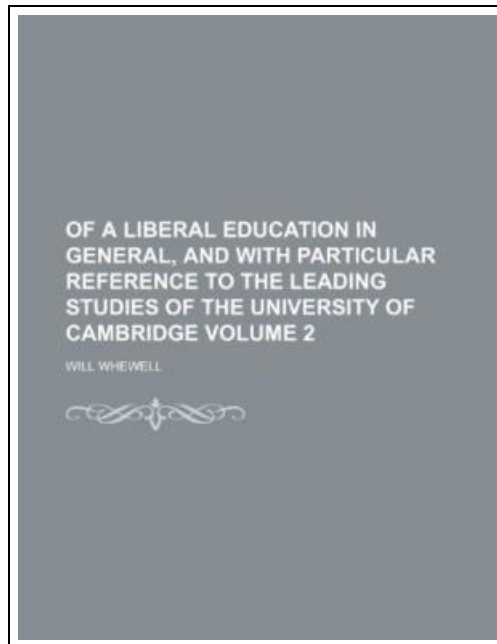 OF A LIBERAL EDUCATION IN
GENERAL, AND WITH PARTICULAR
REFERENCE TO THE LEADING
STUDIES OF THE UNIVERSITY OF
CAMBRIDGE VOLUME 2
WILL WHEWELL